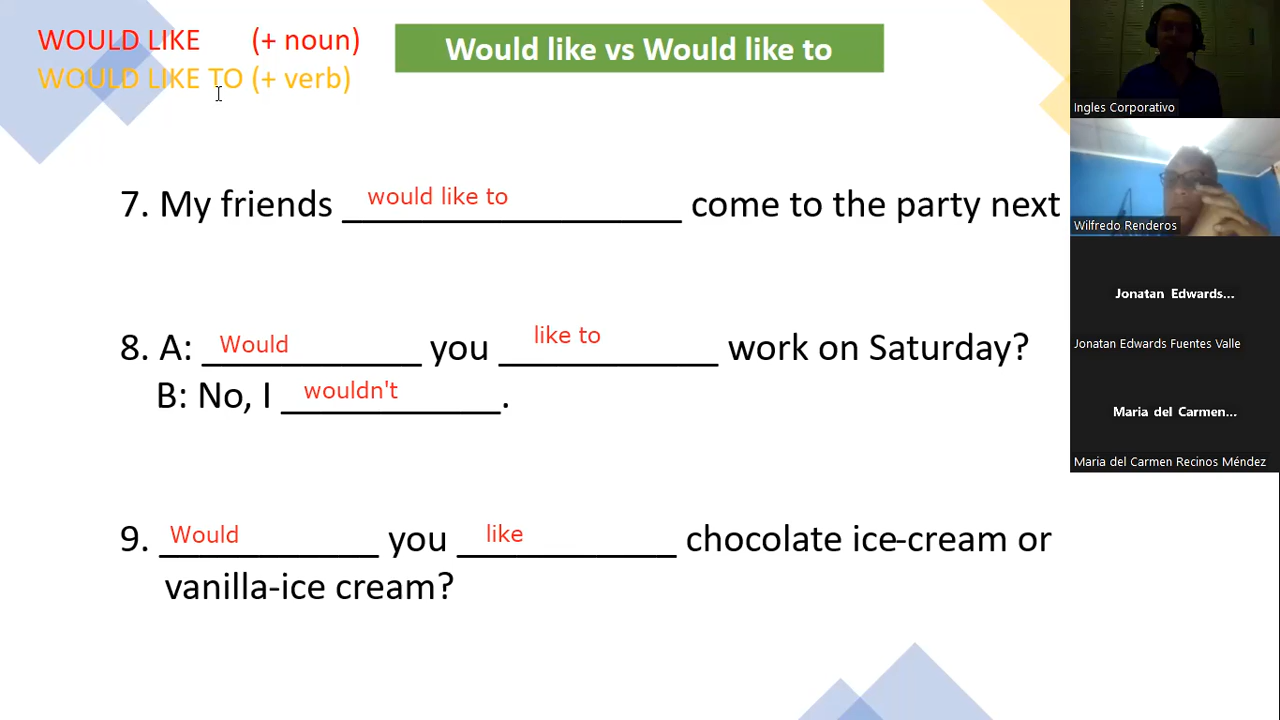 WOULD LIKE (+ noun)
WOULD LIKE TO (+ verb)
Would like vs Would like to
7. My friends would like to come to the party next
8. A: Would you like to work on Saturday?
B: No, I wouldn't.
9. Would you like chocolate ice-cream or
vanilla-ice cream?
Ingles Corporativo
Wilfredo Renderos
Jonatan Edwards...
Jonatan Edwards Fuentes Valle
Maria del Carmen...
Maria del Carmen Recinos Méndez